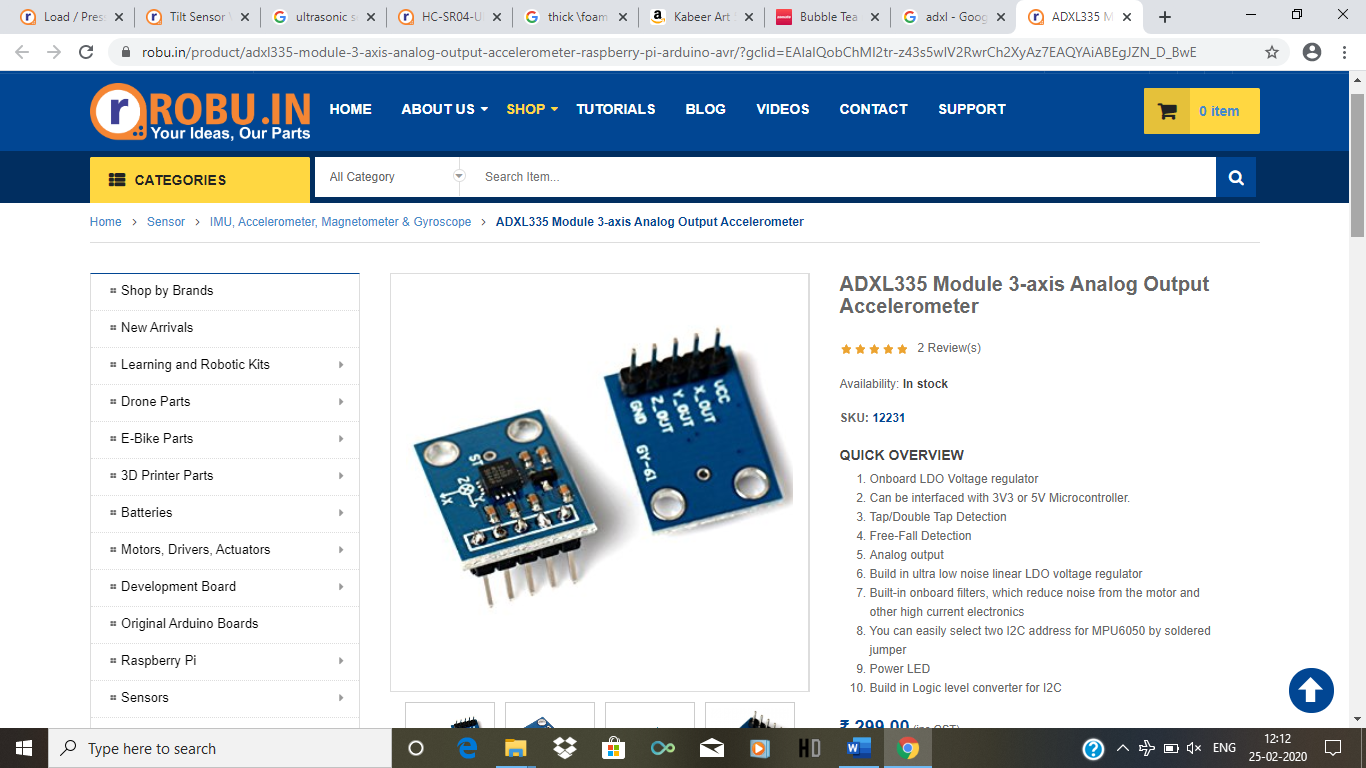 Load / Pres
Tilt Sensor
ultrasonic s
HC-SR04-U
thick \foam
Kabeer Art
Bubble Tea
adxl - Goog
ADXL335 M
robu.in/product/adxl335-module-3-axis-analog-output-accelerometer-raspberry-pi-arduino-avr/?gclid=EAIaIQobChMI2tr-z43s5wIV2RwrCh2XyAz7EAQYAiABEgJZN_D_BwE
r ROBU.IN
Your Ideas, Our Parts
HOME ABOUT US SHOP TUTORIALS BLOG VIDEOS CONTACT SUPPORT
0 item
CATEGORIES
All Category
Search Item...
Home > Sensor > IMU, Accelerometer, Magnetometer & Gyroscope > ADXL335 Module 3-axis Analog Output Accelerometer
Shop by Brands
New Arrivals
Learning and Robotic Kits
Drone Parts
E-Bike Parts
3D Printer Parts
Batteries
Motors, Drivers, Actuators
Development Board
Original Arduino Boards
Raspberry Pi
Sensors
VCC
X_OUT
Y_OUT
Z_OUT
GND
GY-61
X
Y
Z
ADXL335 Module 3-axis Analog Output
Accelerometer
2 Review(s)
Availability: In stock
SKU: 12231
QUICK OVERVIEW
1. Onboard LDO Voltage regulator
2. Can be interfaced with 3V3 or 5V Microcontroller.
3. Tap/Double Tap Detection
4. Free-Fall Detection
5. Analog output
6. Build in ultra low noise linear LDO voltage regulator
7. Built-in onboard filters, which reduce noise from the motor and
other high current electronics
8. You can easily select two I2C address for MPU6050 by soldered
jumper
9. Power LED
10. Build in Logic level converter for I2C
₹ 299.00 (inc GST)
Type here to search
HD
ENG
12:12
25-02-2020